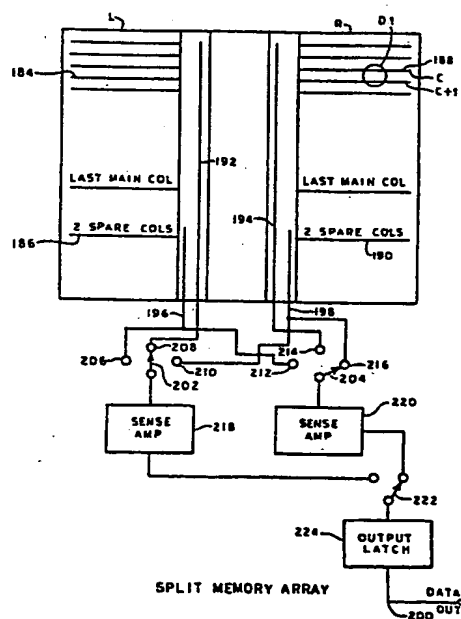 L
R
D1
184
188
C
C+1
192
194
LAST MAIN COL
LAST MAIN COL
2 SPARE COLS
2 SPARE COLS
186
190
196
198
206
208
202
210
212
214
216
204
SENSE AMP
218
SENSE AMP
220
222
224
OUTPUT LATCH
SPLIT MEMORY ARRAY
DATA OUT
200